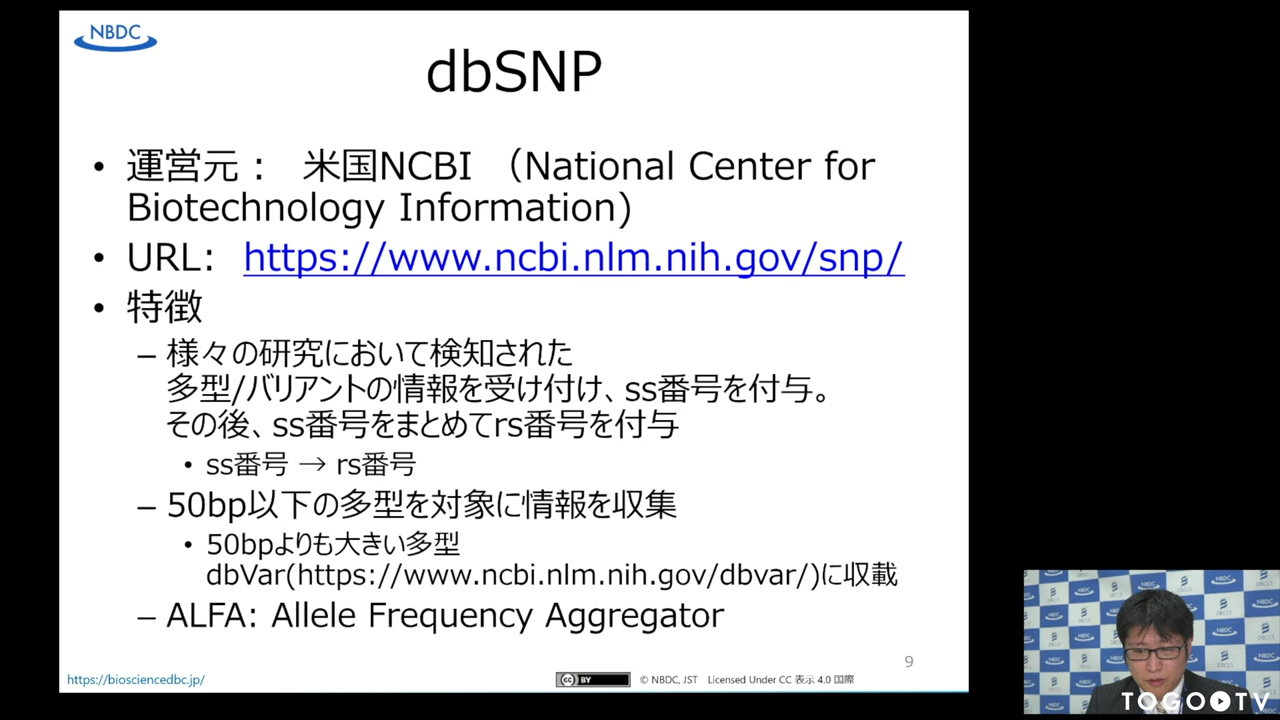 NBDC
dbSNP
• 運営元： 米国NCBI （National Center for
Biotechnology Information)
• URL: https://www.ncbi.nlm.nih.gov/snp/
• 特徴
– 様々の研究において検知された
多型/バリアントの情報を受け付け、ss番号を付与。
その後、ss番号をまとめてrs番号を付与
• ss番号 → rs番号
– 50bp以下の多型を対象に情報を収集
• 50bpよりも大きい多型
dbVar(https://www.ncbi.nlm.nih.gov/dbvar/)に収載
– ALFA: Allele Frequency Aggregator
9
https://biosciencedbc.jp/
cc BY
© NBDC, JST Licensed Under CC 表示 4.0 国際
NBDC
DBCLS
TOGOTV